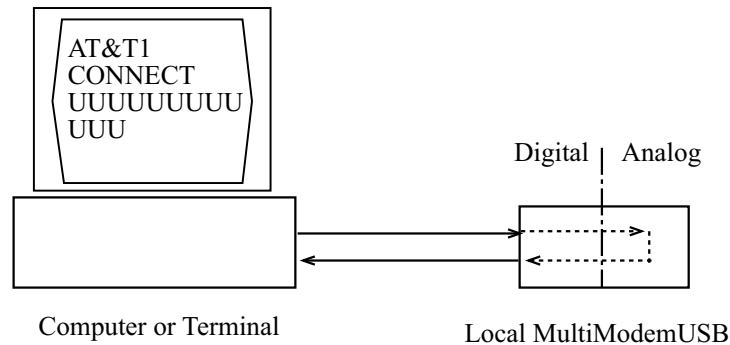 AT&T1
CONNECT
UUUUUUUUU
UUU
Digital Analog
Computer or Terminal
Local MultiModemUSB